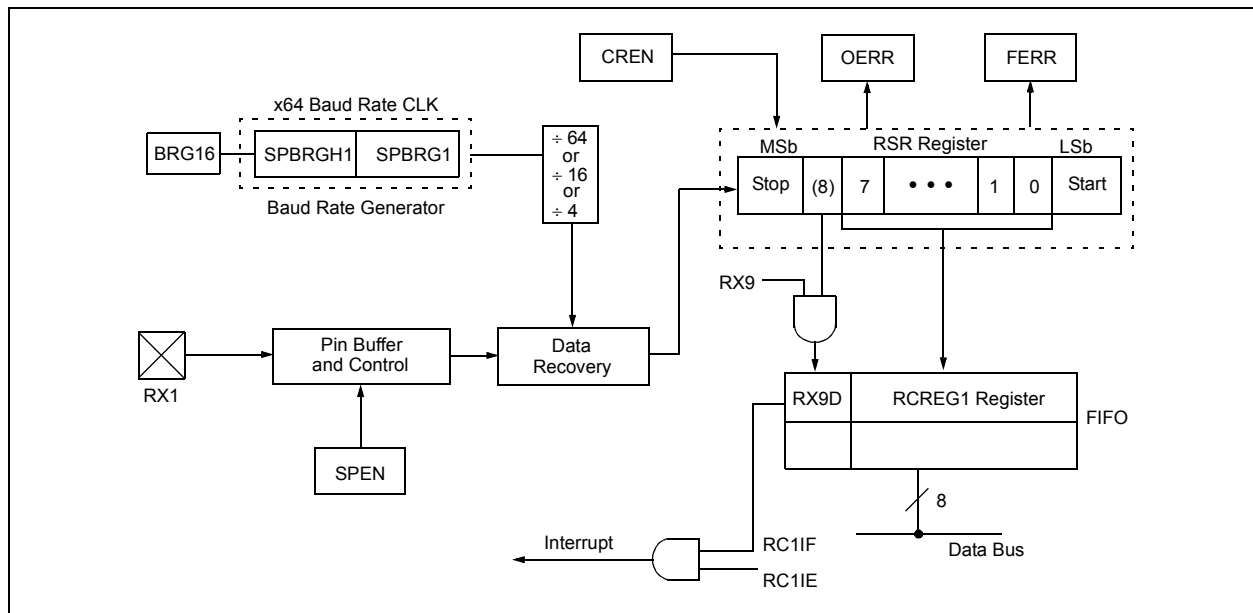 CREN
OERR
FERR
x64 Baud Rate CLK
BRG16
SPBRGH1
SPBRG1
÷ 64
or
÷ 16
or
÷ 4
Baud Rate Generator
MSb
RSR Register
LSb
Stop
(8)
7
• • •
1
0
Start
RX9
RX1
Pin Buffer
and Control
Data
Recovery
SPEN
RX9D
RCREG1 Register
FIFO
8
Data Bus
Interrupt
RC1IF
RC1IE